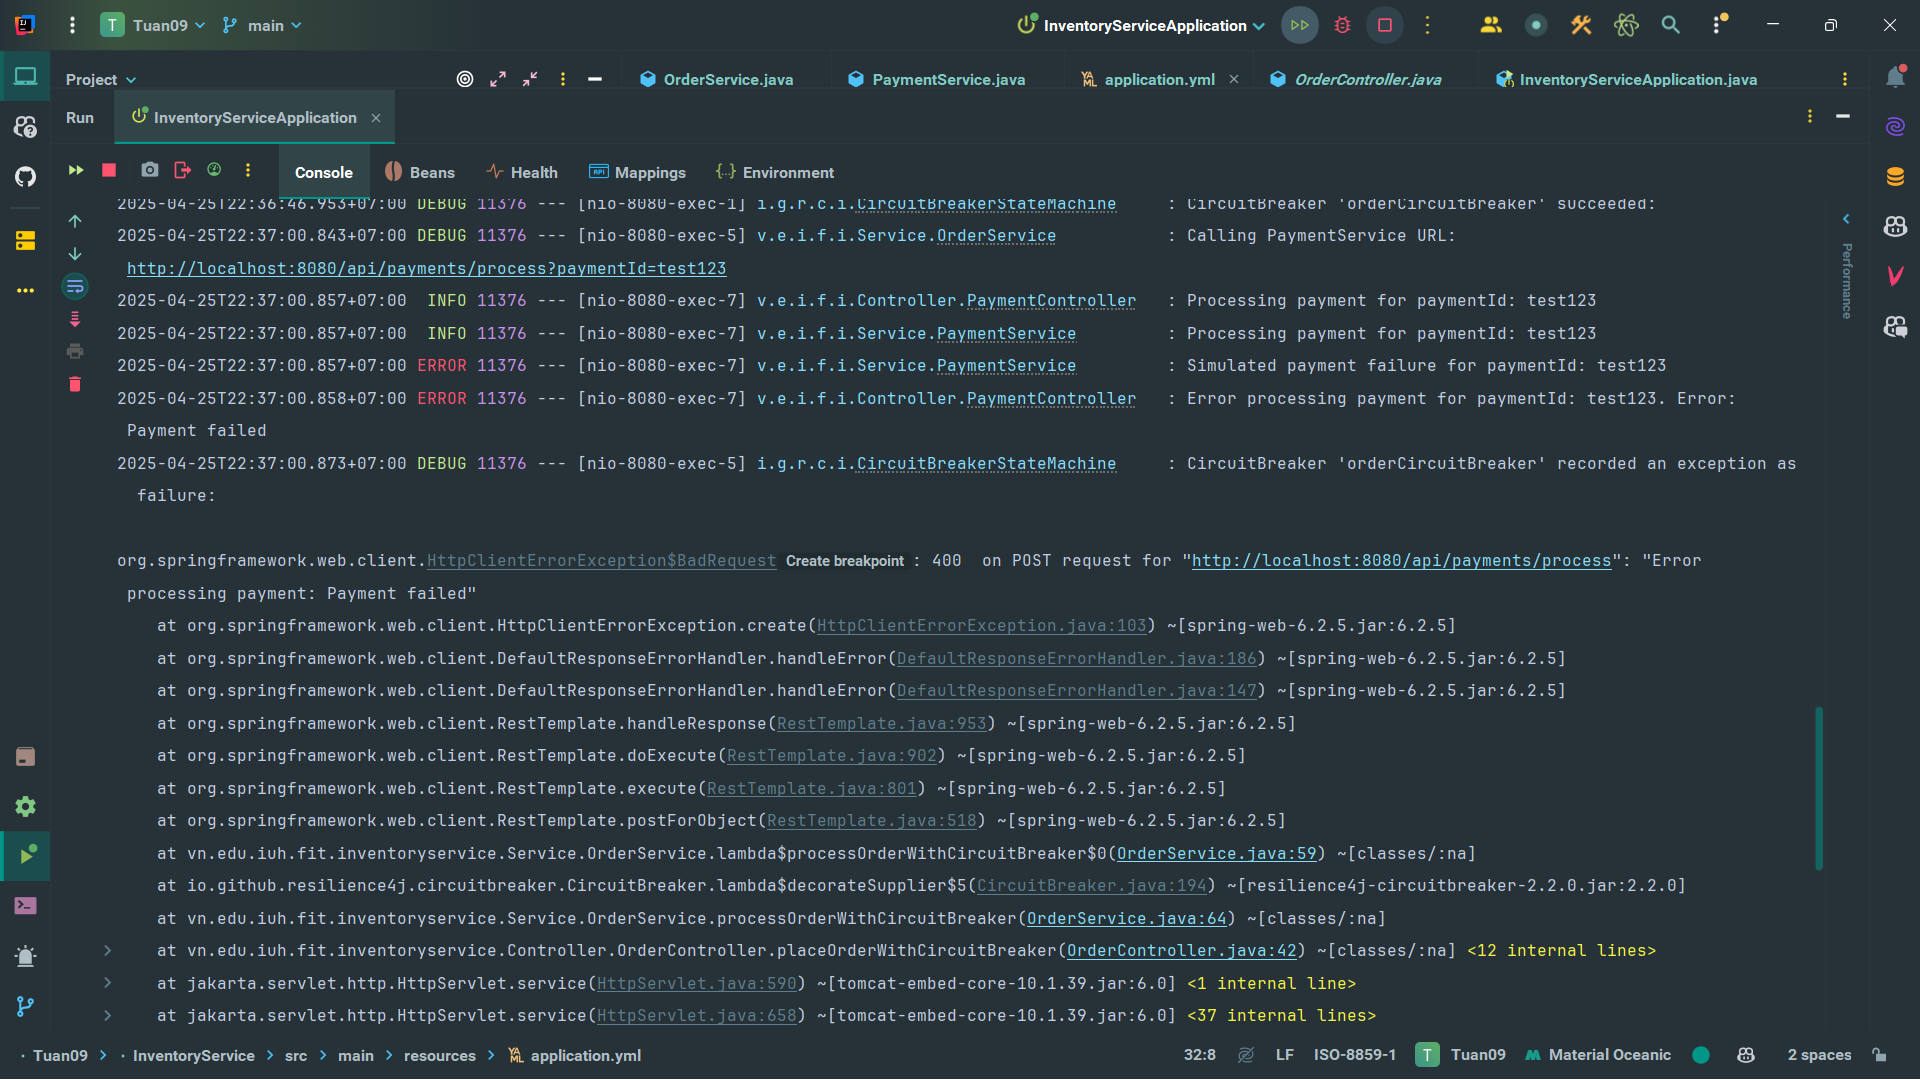 T Tuan09 main InventoryServiceApplication
Project OrderService.java PaymentService.java application.yml OrderController.java InventoryServiceApplication.java
Run InventoryServiceApplication
Console Beans Health Mappings Environment
2025-04-25T22:36:46.953+07:00 DEBUG 11376 --- [nio-8080-exec-1] i.g.r.c.i.CircuitBreakerStateMachine : CircuitBreaker 'orderCircuitBreaker' succeeded:
2025-04-25T22:37:00.843+07:00 DEBUG 11376 --- [nio-8080-exec-5] v.e.i.f.i.Service.OrderService : Calling PaymentService URL:
http://localhost:8080/api/payments/process?paymentId=test123
2025-04-25T22:37:00.857+07:00 INFO 11376 --- [nio-8080-exec-7] v.e.i.f.i.Controller.PaymentController : Processing payment for paymentId: test123
2025-04-25T22:37:00.857+07:00 INFO 11376 --- [nio-8080-exec-7] v.e.i.f.i.Service.PaymentService : Processing payment for paymentId: test123
2025-04-25T22:37:00.857+07:00 ERROR 11376 --- [nio-8080-exec-7] v.e.i.f.i.Service.PaymentService : Simulated payment failure for paymentId: test123
2025-04-25T22:37:00.858+07:00 ERROR 11376 --- [nio-8080-exec-7] v.e.i.f.i.Controller.PaymentController : Error processing payment for paymentId: test123. Error:
Payment failed
2025-04-25T22:37:00.873+07:00 DEBUG 11376 --- [nio-8080-exec-5] i.g.r.c.i.CircuitBreakerStateMachine : CircuitBreaker 'orderCircuitBreaker' recorded an exception as
failure:
org.springframework.web.client.HttpClientErrorException$BadRequest Create breakpoint : 400  on POST request for "http://localhost:8080/api/payments/process": "Error
processing payment: Payment failed"
at org.springframework.web.client.HttpClientErrorException.create(HttpClientErrorException.java:103) ~[spring-web-6.2.5.jar:6.2.5]
at org.springframework.web.client.DefaultResponseErrorHandler.handleError(DefaultResponseErrorHandler.java:186) ~[spring-web-6.2.5.jar:6.2.5]
at org.springframework.web.client.DefaultResponseErrorHandler.handleError(DefaultResponseErrorHandler.java:147) ~[spring-web-6.2.5.jar:6.2.5]
at org.springframework.web.client.RestTemplate.handleResponse(RestTemplate.java:953) ~[spring-web-6.2.5.jar:6.2.5]
at org.springframework.web.client.RestTemplate.doExecute(RestTemplate.java:902) ~[spring-web-6.2.5.jar:6.2.5]
at org.springframework.web.client.RestTemplate.execute(RestTemplate.java:801) ~[spring-web-6.2.5.jar:6.2.5]
at org.springframework.web.client.RestTemplate.postForObject(RestTemplate.java:518) ~[spring-web-6.2.5.jar:6.2.5]
at vn.edu.iuh.fit.inventoryservice.Service.OrderService.lambda$processOrderWithCircuitBreaker$0(OrderService.java:59) ~[classes/:na]
at io.github.resilience4j.circuitbreaker.CircuitBreaker.lambda$decorateSupplier$5(CircuitBreaker.java:194) ~[resilience4j-circuitbreaker-2.2.0.jar:2.2.0]
at vn.edu.iuh.fit.inventoryservice.Service.OrderService.processOrderWithCircuitBreaker(OrderService.java:64) ~[classes/:na]
at vn.edu.iuh.fit.inventoryservice.Controller.OrderController.placeOrderWithCircuitBreaker(OrderController.java:42) ~[classes/:na] <12 internal lines>
at jakarta.servlet.http.HttpServlet.service(HttpServlet.java:590) ~[tomcat-embed-core-10.1.39.jar:6.0] <1 internal line>
at jakarta.servlet.http.HttpServlet.service(HttpServlet.java:658) ~[tomcat-embed-core-10.1.39.jar:6.0] <37 internal lines>
Performance
Tuan09 > InventoryService > src > main > resources > application.yml 32:8 LF ISO-8859-1 T Tuan09 Material Oceanic 2 spaces